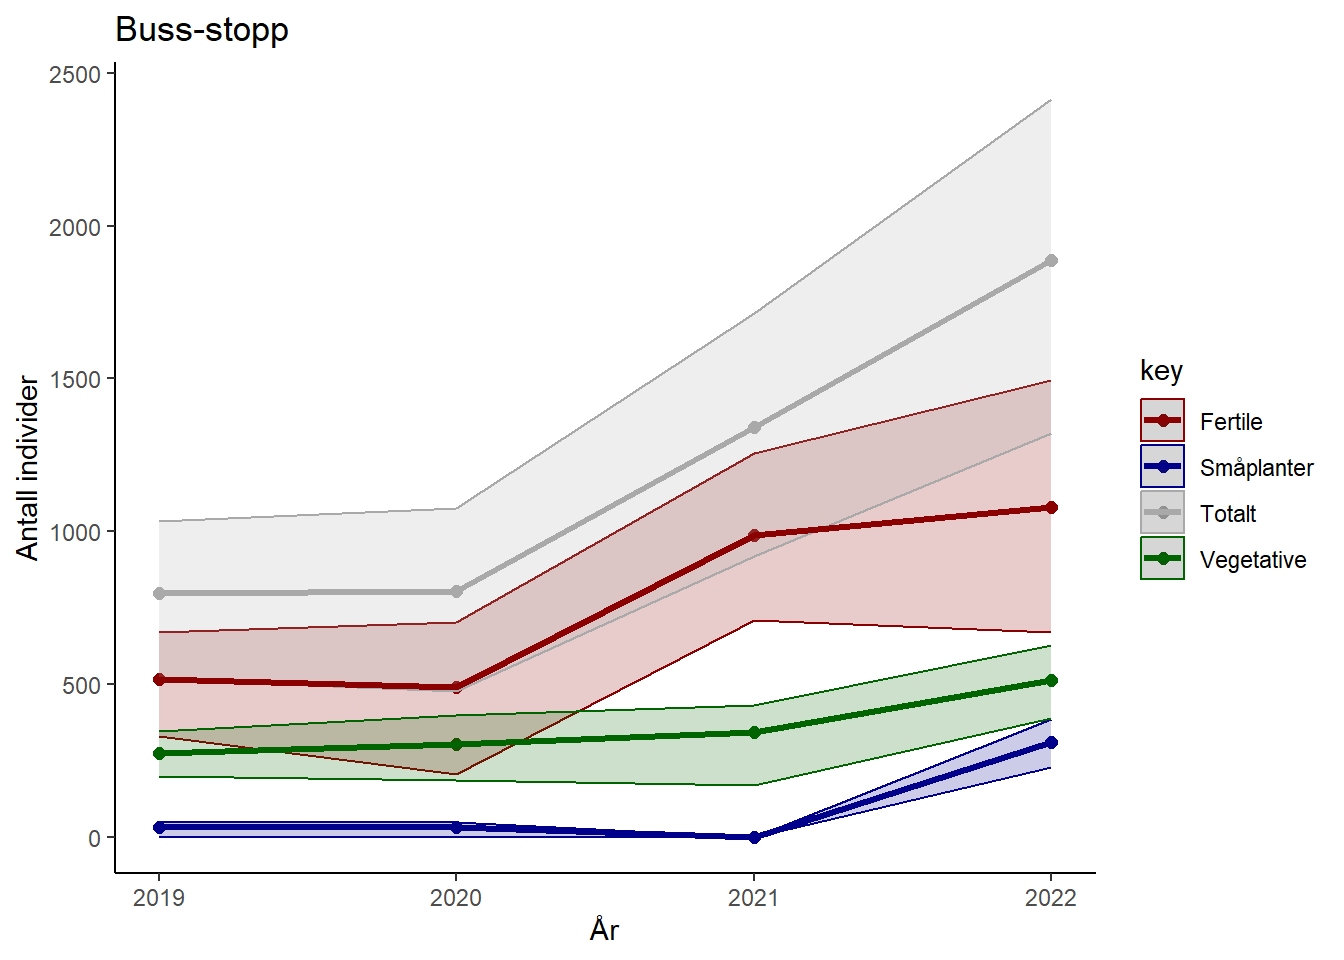 Buss-stopp
2500
2000
1500
1000
500
0
Antall individer
2019 2020 2021 2022
År
key
Fertile
Småplanter
Totalt
Vegetative